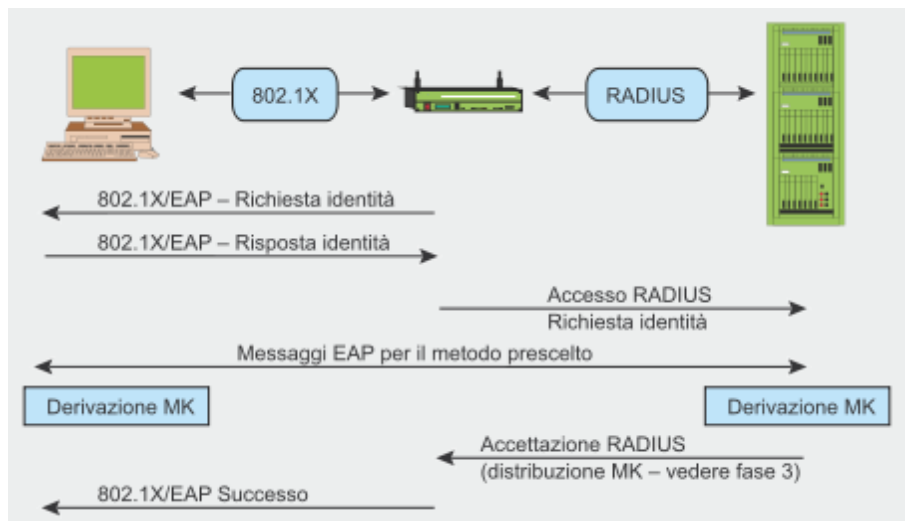 802.1X
RADIUS
802.1X/EAP – Richiesta identità
802.1X/EAP – Risposta identità
Accesso RADIUS
Richiesta identità
Messaggi EAP per il metodo prescelto
Derivazione MK
Derivazione MK
Accettazione RADIUS
(distribuzione MK – vedere fase 3)
802.1X/EAP Successo